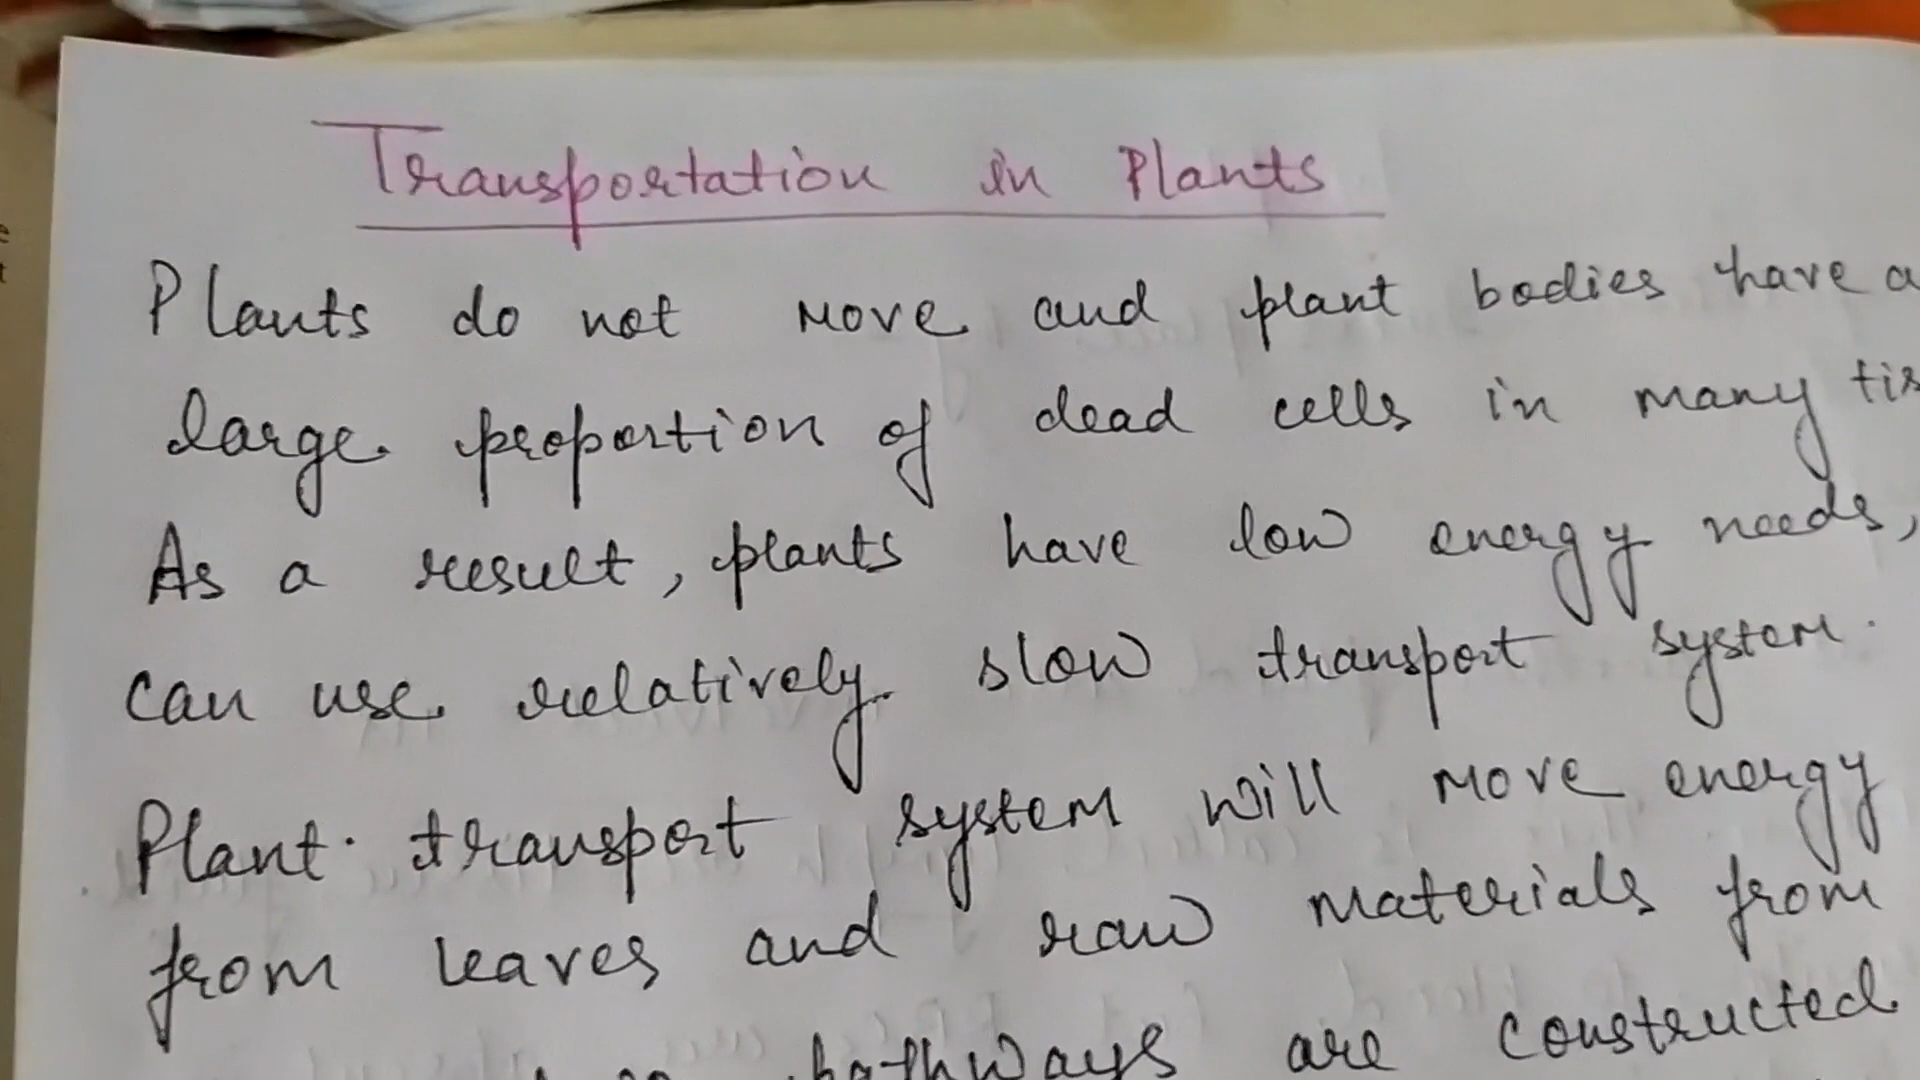 Transportation in Plants
Plants do not move and plant bodies have a
large proportion of dead cells in many tis
As a result, plants have low energy needs,
can use relatively slow transport system.
Plant transport system will move energy
from leaves and raw materials from
pathways are constructed